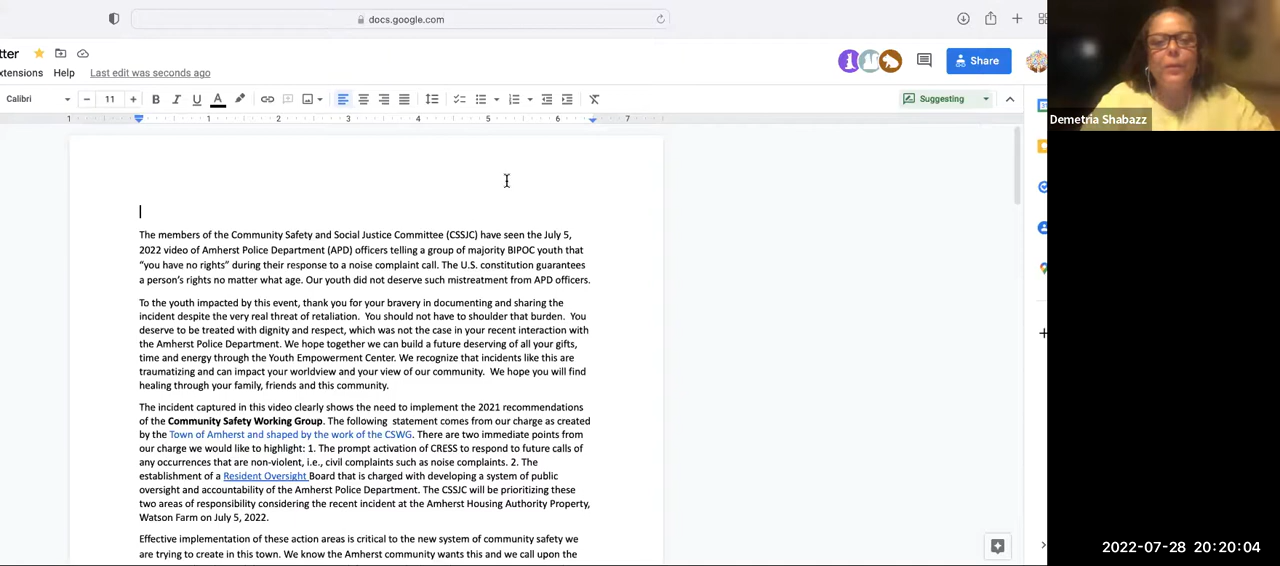 docs.google.com
tter
xtensions Help Last edit was seconds ago
Share
Calibri 11
Suggesting
1 1 2 3 4 5 6 7
Demetria Shabazz
The members of the Community Safety and Social Justice Committee (CSSJC) have seen the July 5,
2022 video of Amherst Police Department (APD) officers telling a group of majority BIPOC youth that
“you have no rights” during their response to a noise complaint call. The U.S. constitution guarantees
a person’s rights no matter what age. Our youth did not deserve such mistreatment from APD officers.
To the youth impacted by this event, thank you for your bravery in documenting and sharing the
incident despite the very real threat of retaliation. You should not have to shoulder that burden. You
deserve to be treated with dignity and respect, which was not the case in your recent interaction with
the Amherst Police Department. We hope together we can build a future deserving of all your gifts,
time and energy through the Youth Empowerment Center. We recognize that incidents like this are
traumatizing and can impact your worldview and your view of our community. We hope you will find
healing through your family, friends and this community.
The incident captured in this video clearly shows the need to implement the 2021 recommendations
of the Community Safety Working Group. The following statement comes from our charge as created
by the Town of Amherst and shaped by the work of the CSWG. There are two immediate points from
our charge we would like to highlight: 1. The prompt activation of CRESS to respond to future calls of
any occurrences that are non-violent, i.e., civil complaints such as noise complaints. 2. The
establishment of a Resident Oversight Board that is charged with developing a system of public
oversight and accountability of the Amherst Police Department. The CSSJC will be prioritizing these
two areas of responsibility considering the recent incident at the Amherst Housing Authority Property,
Watson Farm on July 5, 2022.
Effective implementation of these action areas is critical to the new system of community safety we
are trying to create in this town. We know the Amherst community wants this and we call upon the
2022-07-28 20:20:04